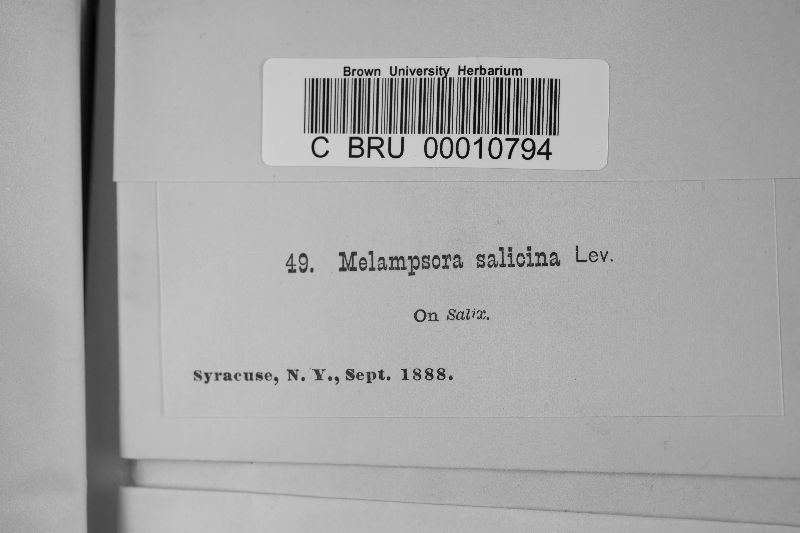 Brown University Herbarium
C BRU 00010794
49. Melampsora salicina Lev.
On Salix.
Syracuse, N. Y., Sept. 1888.